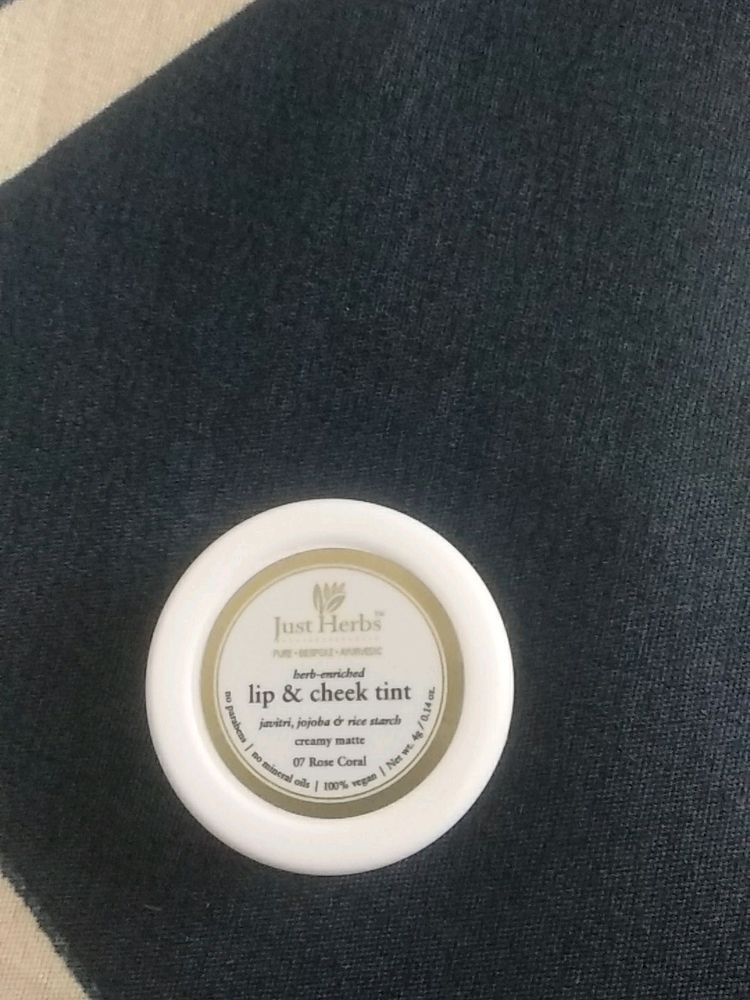 Just Herbs™
PURE • BESPOKE • AYURVEDIC
herb-enriched
lip & cheek tint
javitri, jojoba & rice starch
creamy matte
07 Rose Coral
no parabens | no mineral oils | 100% vegan | Net wt. 4g / 0.14 oz.